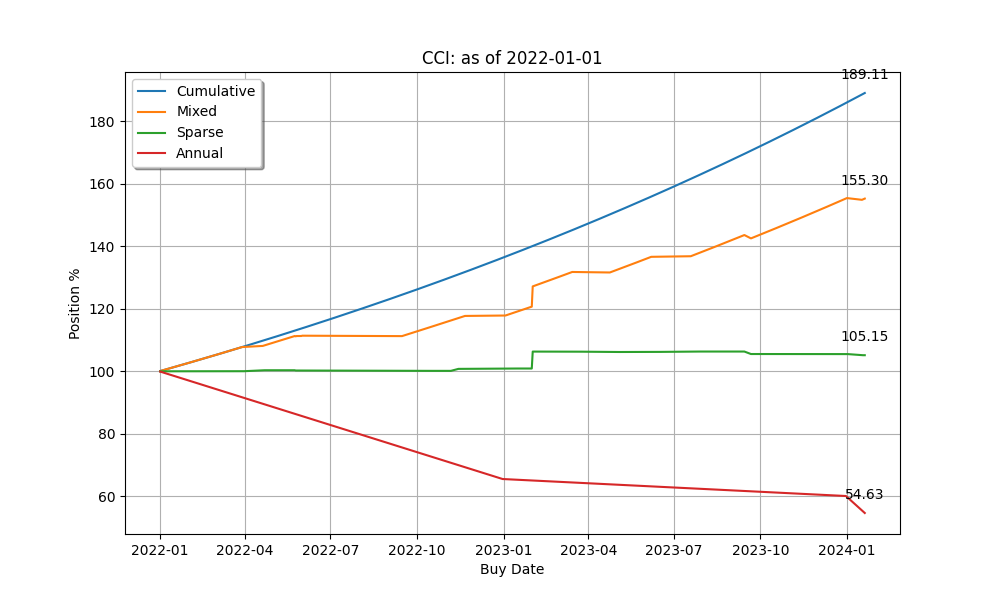 CCI: as of 2022-01-01
189.11
Cumulative
Mixed
Sparse
Annual
155.30
105.15
54.63
180
160
140
120
100
80
60
Position %
2022-01 2022-04 2022-07 2022-10 2023-01 2023-04 2023-07 2023-10 2024-01
Buy Date